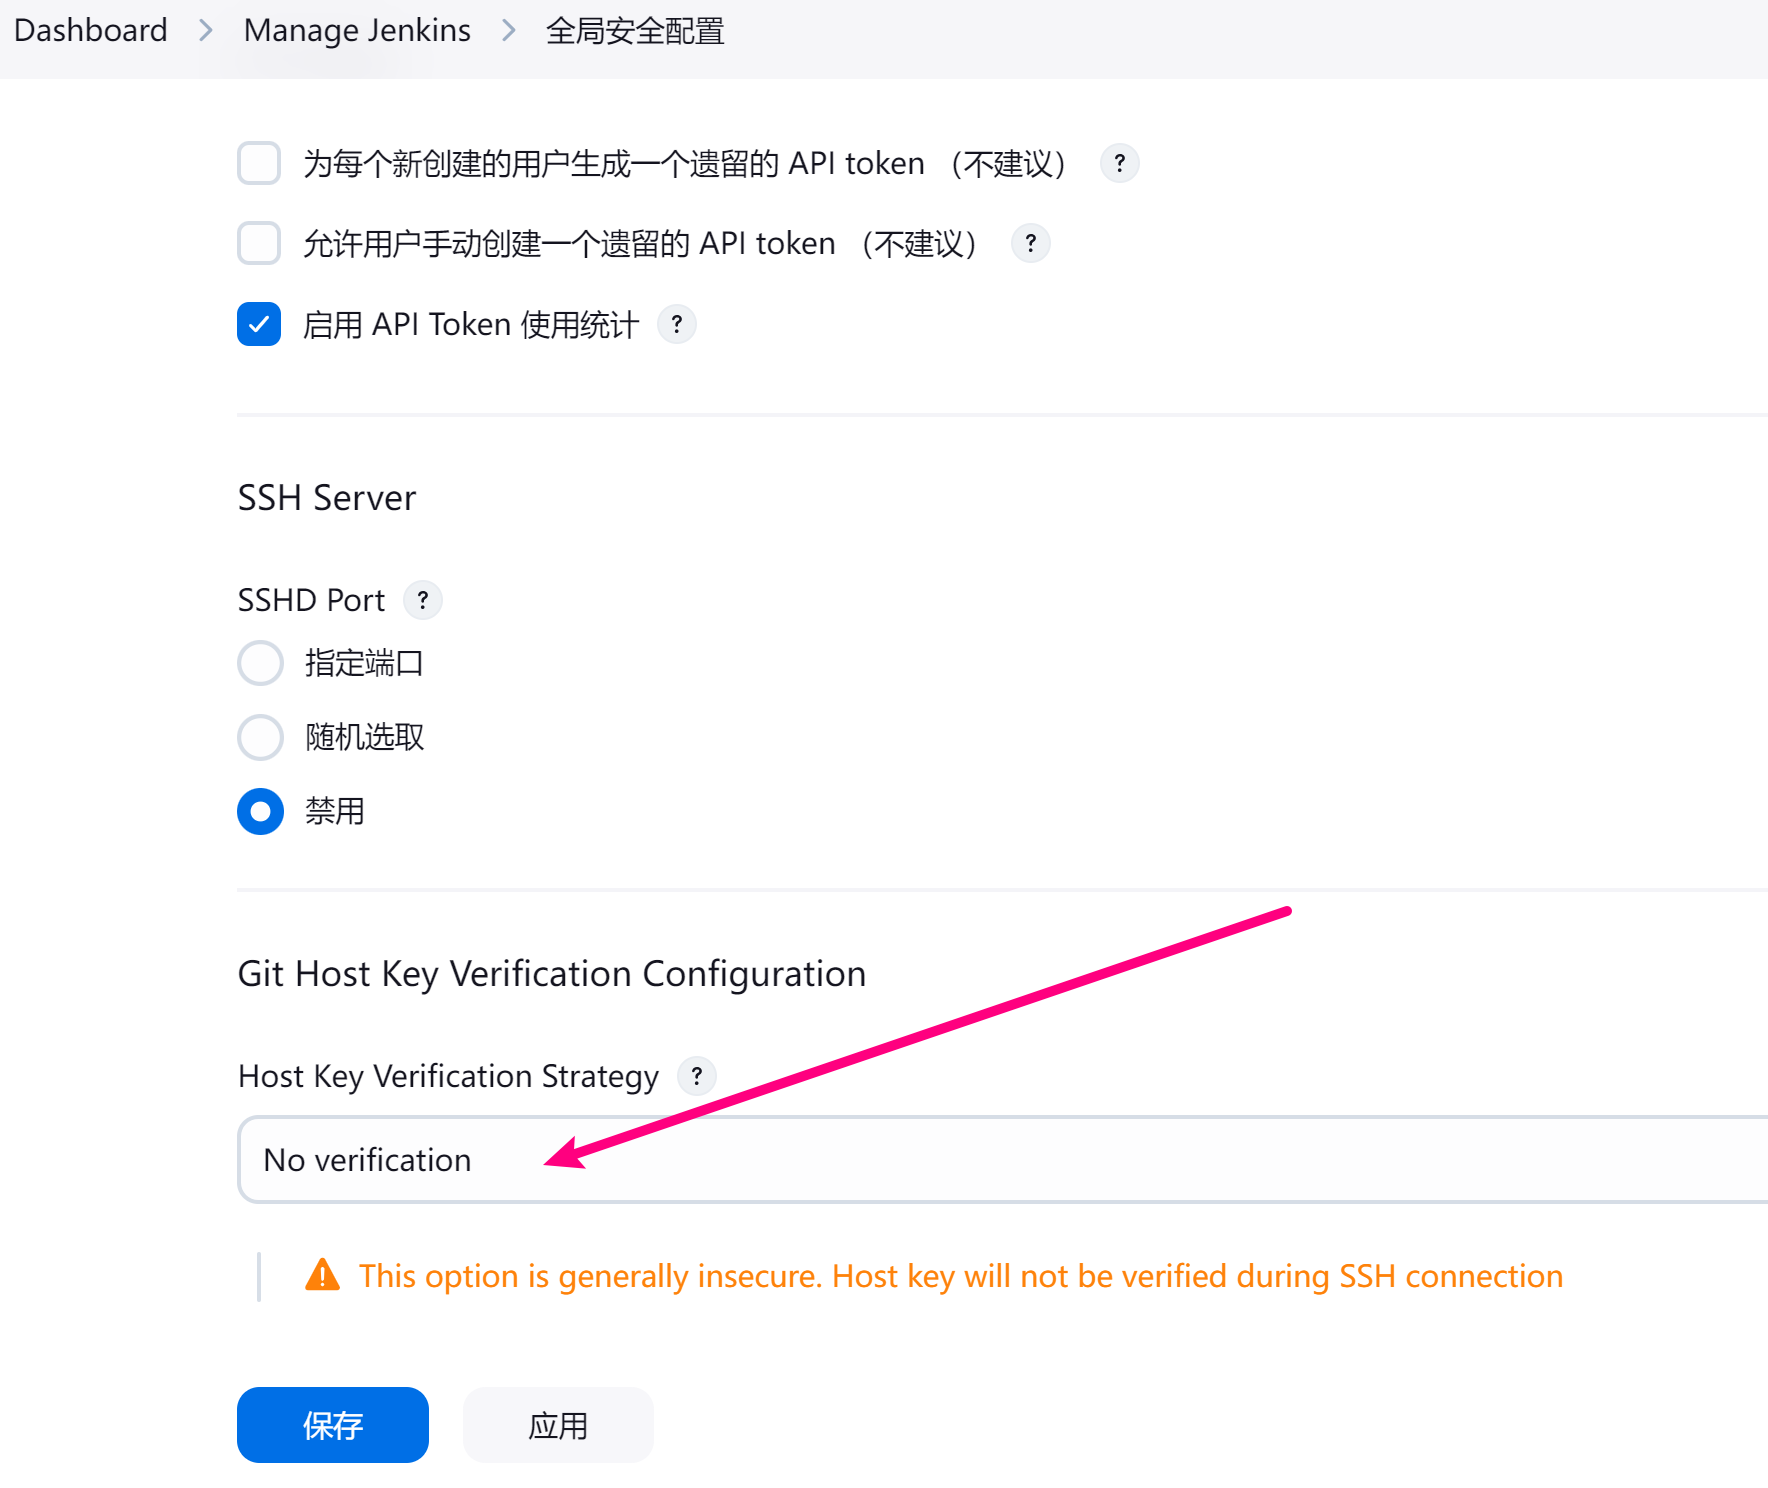 Dashboard > Manage Jenkins > 全局安全配置
为每个新创建的用户生成一个遗留的 API token （不建议） ?
允许用户手动创建一个遗留的 API token （不建议） ?
启用 API Token 使用统计 ?
SSH Server
SSHD Port ?
指定端口
随机选取
禁用
Git Host Key Verification Configuration
Host Key Verification Strategy ?
No verification
This option is generally insecure. Host key will not be verified during SSH connection
保存 应用